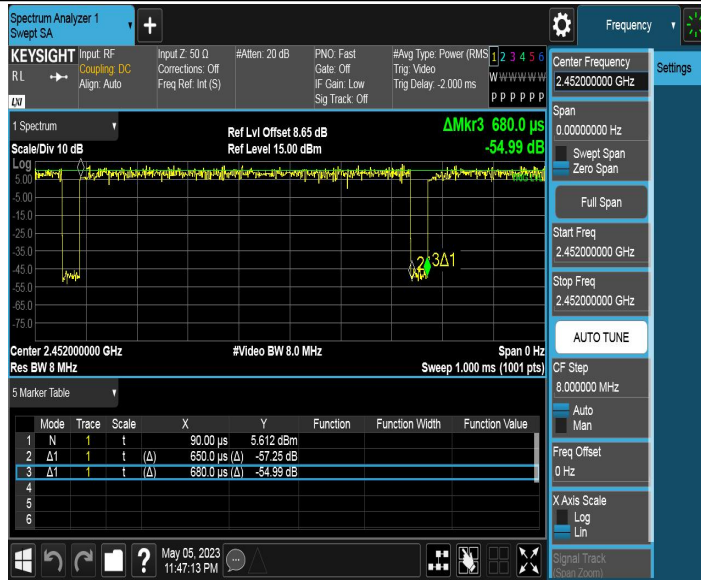 Spectrum Analyzer 1
Swept SA
Frequency
KEYSIGHT
RL
LXI
Input: RF
Coupling: DC
Align: Auto
Input Z: 50 Ω
Corrections: Off
Freq Ref: Int (S)
#Atten: 20 dB
PNO: Fast
Gate: Off
IF Gain: Low
Sig Track: Off
#Avg Type: Power (RMS
Trig: Video
Trig Delay: -2.000 ms
1 2 3 4 5 6
W W W W W W
P P P P P P
1 Spectrum
Scale/Div 10 dB
Ref Lvl Offset 8.65 dB
Ref Level 15.00 dBm
ΔMkr3 680.0 µs
-54.99 dB
Log
5.00
-5.00
-15.0
-25.0
-35.0
-45.0
-55.0
-65.0
-75.0
3Δ1
Center 2.452000000 GHz
Res BW 8 MHz
#Video BW 8.0 MHz
Span 0 Hz
Sweep 1.000 ms (1001 pts)
5 Marker Table
Mode Trace Scale X Y Function Function Width Function Value
1 N 1 t 90.00 µs 5.612 dBm
2 Δ1 1 t (Δ) 650.0 µs (Δ) -57.25 dB
3 Δ1 1 t (Δ) 680.0 µs (Δ) -54.99 dB
4
5
6
May 05, 2023
11:47:13 PM
Center Frequency
2.452000000 GHz
Settings
Span
0.00000000 Hz
Swept Span
Zero Span
Full Span
Start Freq
2.452000000 GHz
Stop Freq
2.452000000 GHz
AUTO TUNE
CF Step
8.000000 MHz
Auto
Man
Freq Offset
0 Hz
X Axis Scale
Log
Lin
Signal Track
(Span Zoom)